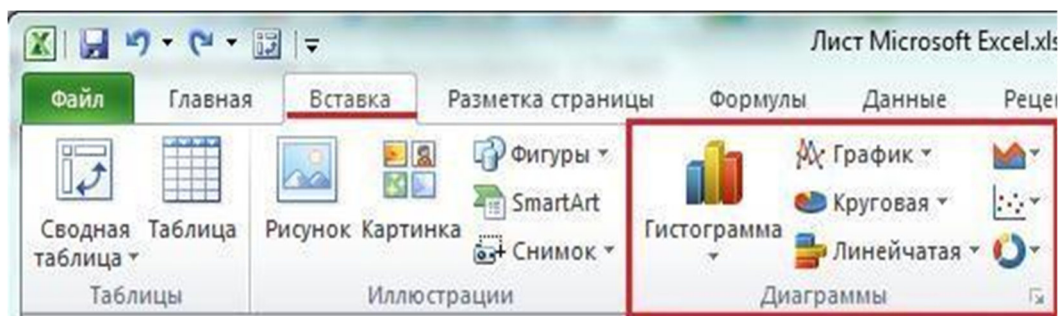 Лист Microsoft Excel.xls
Файл Главная Вставка Разметка страницы Формулы Данные Рецен
Сводная таблица
Таблица
Рисунок
Картинка
Фигуры
SmartArt
Снимок
Гистограмма
График
Круговая
Линейчатая
Таблицы Иллюстрации Диаграммы